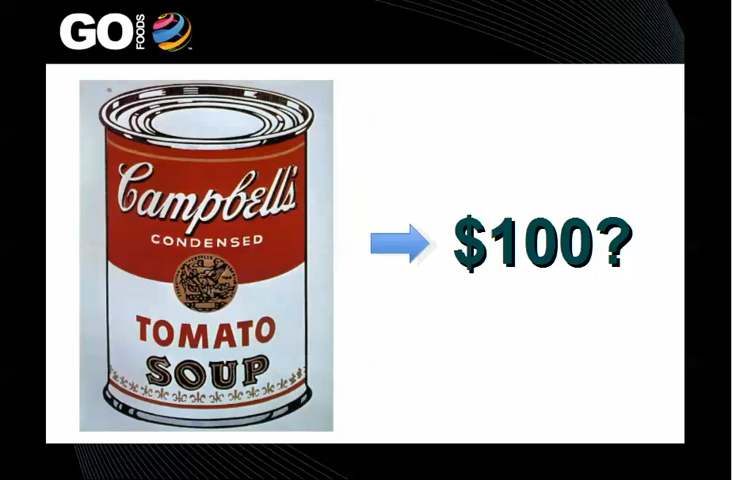 GO FOODS
Campbell's
CONDENSED
$100?
TOMATO
SOUP